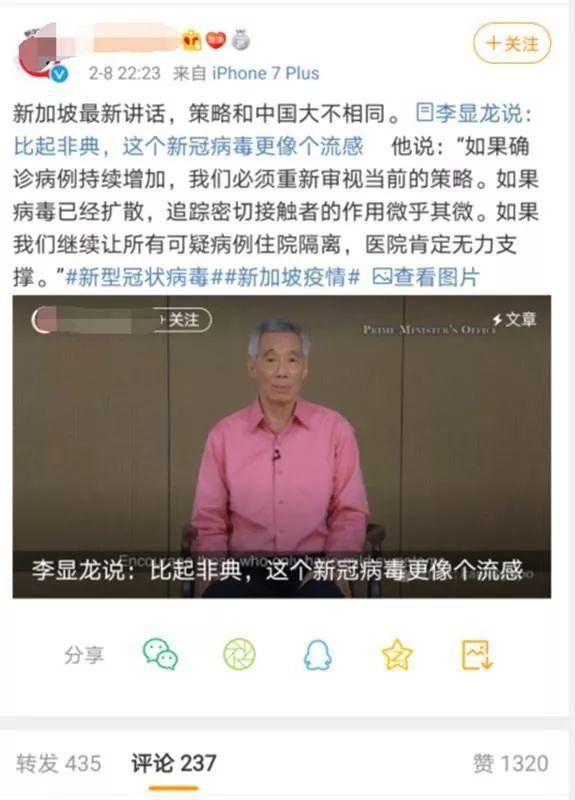 +关注
2-8 22:23 来自 iPhone 7 Plus
新加坡最新讲话，策略和中国大不相同。李显龙说：
比起非典，这个新冠病毒更像个流感 他说：“如果确
诊病例持续增加，我们必须重新审视当前的策略。如果
病毒已经扩散，追踪密切接触者的作用微乎其微。如果
我们继续让所有可疑病例住院隔离，医院肯定无力支
撑。”#新型冠状病毒##新加坡疫情# 查看图片
+关注
PRIME MINISTER'S OFFICE
文章
李显龙说：比起非典，这个新冠病毒更像个流感
分享
转发 435 评论 237 赞 1320